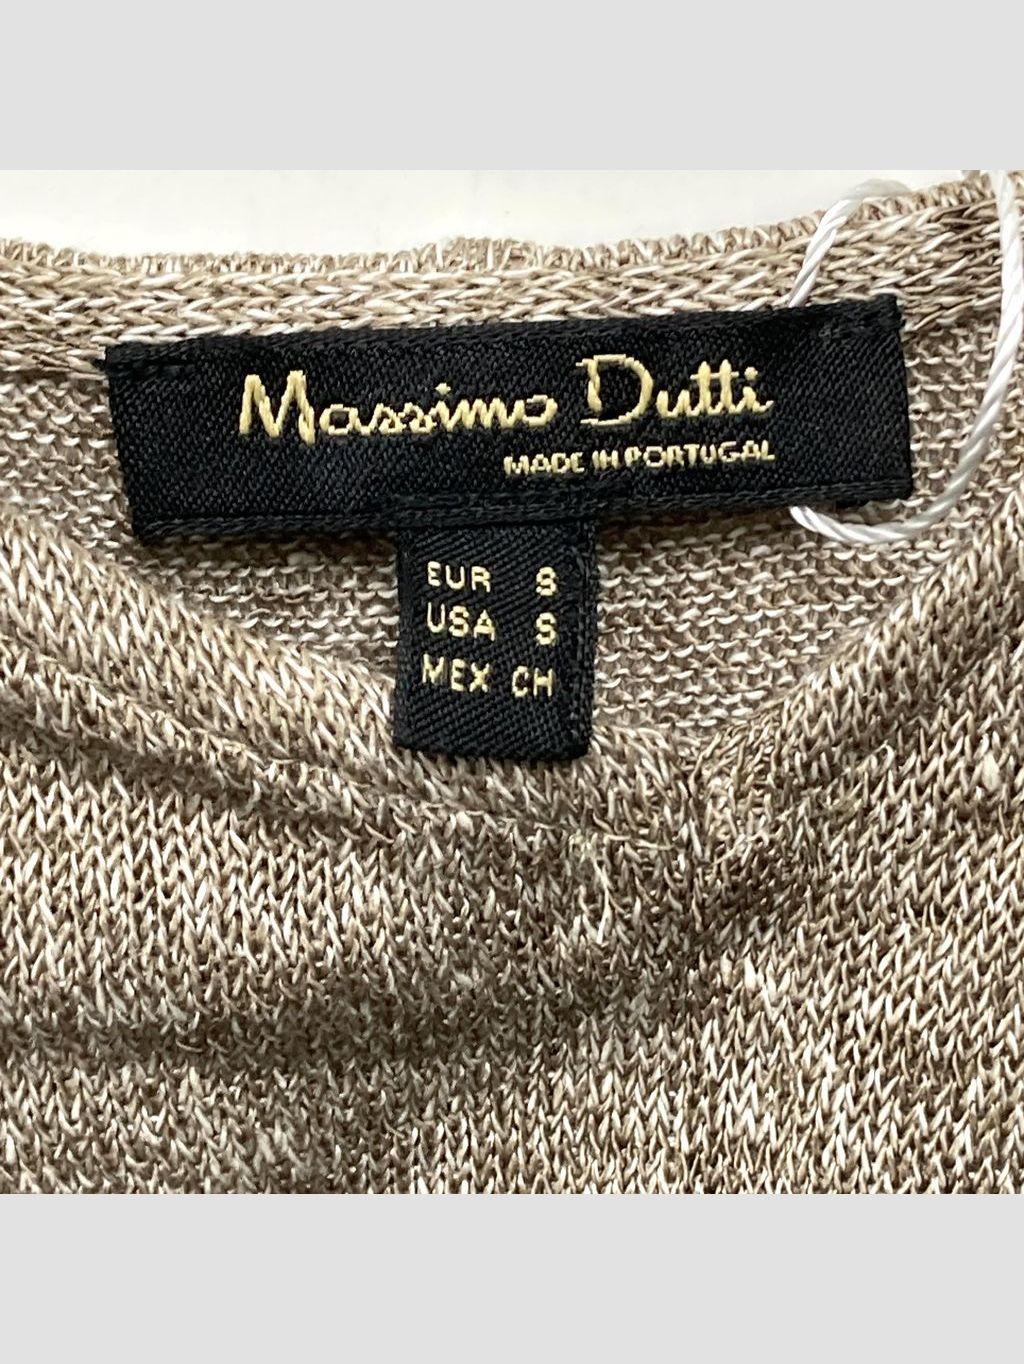 Massimo Dutti
MADE IN PORTUGAL
EUR S
USA S
MEX CH